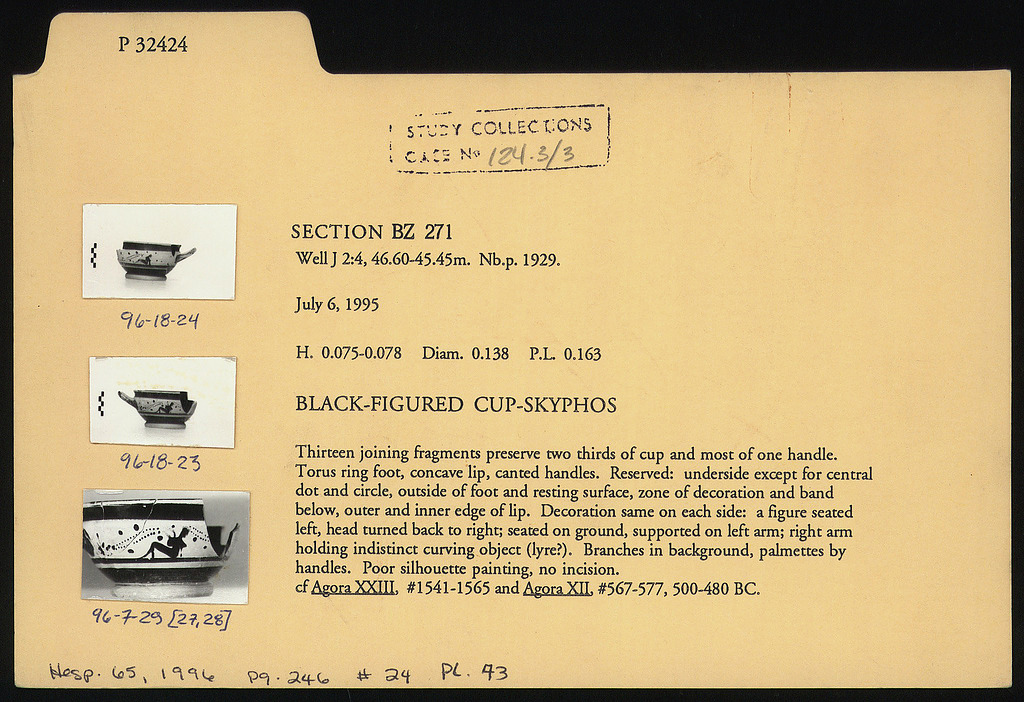 P 32424
STUDY COLLECTIONS
CASE No 124.3/3
SECTION BZ 271
Well J 2:4, 46.60-45.45m. Nb.p. 1929.
July 6, 1995
H. 0.075-0.078 Diam. 0.138 P.L. 0.163
BLACK-FIGURED CUP-SKYPHOS
Thirteen joining fragments preserve two thirds of cup and most of one handle.
Torus ring foot, concave lip, canted handles. Reserved: underside except for central
dot and circle, outside of foot and resting surface, zone of decoration and band
below, outer and inner edge of lip. Decoration same on each side: a figure seated
left, head turned back to right; seated on ground, supported on left arm; right arm
holding indistinct curving object (lyre?). Branches in background, palmettes by
handles. Poor silhouette painting, no incision.
cf Agora XXIII, #1541-1565 and Agora XII, #567-577, 500-480 BC.
96-18-24
96-18-23
96-7-29 [27,28]
Hesp. 65, 1996 pg. 246 # 24 PL. 73